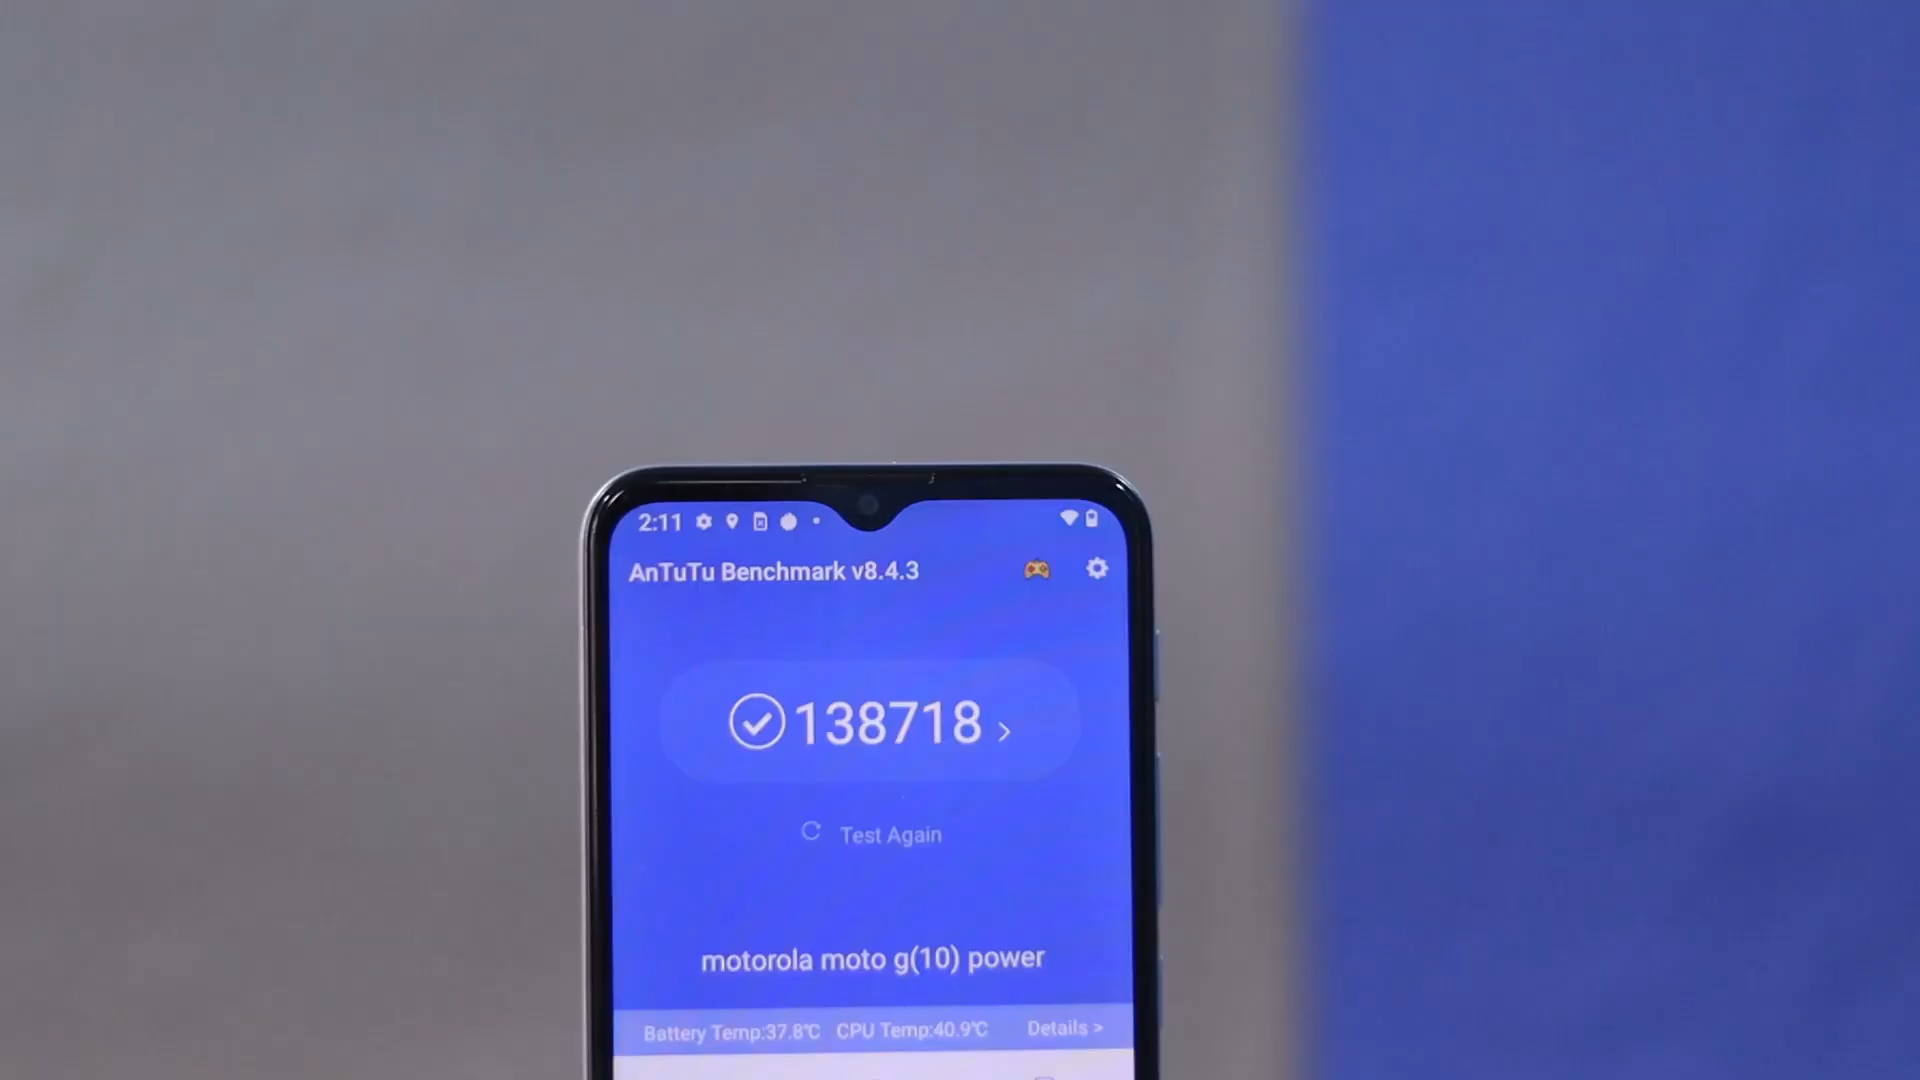 2:11
AnTuTu Benchmark v8.4.3
138718 >
Test Again
motorola moto g(10) power
Battery Temp:37.8℃ CPU Temp:40.9℃ Details >